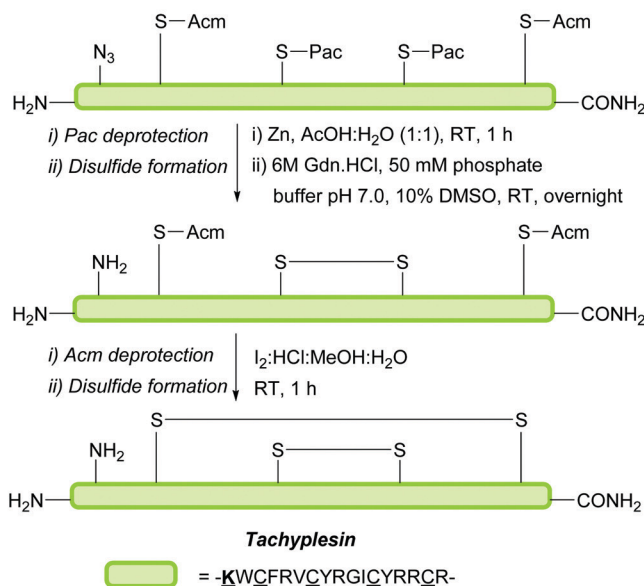 S–Acm S–Acm
N3 S–Pac S–Pac
H2N CONH2
i) Pac deprotection i) Zn, AcOH:H2O (1:1), RT, 1 h
ii) Disulfide formation ii) 6M Gdn.HCl, 50 mM phosphate
buffer pH 7.0, 10% DMSO, RT, overnight
S–Acm S–Acm
NH2 S S
H2N CONH2
i) Acm deprotection I2:HCl:MeOH:H2O
ii) Disulfide formation RT, 1 h
S S
NH2 S S
H2N CONH2
Tachyplesin
= -KWCFRVCYRGICYRRCR-